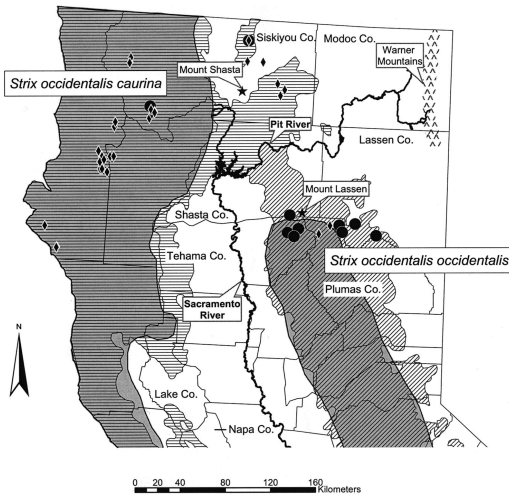 Siskiyou Co.
Modoc Co.
Warner
Mountains
Mount Shasta
Strix occidentalis caurina
Pit River
Lassen Co.
Mount Lassen
Shasta Co.
Tehama Co.
Strix occidentalis occidentalis
Plumas Co.
Sacramento
River
N
Lake Co.
Napa Co.
0 10 20 40 80 120 160
Kilometers